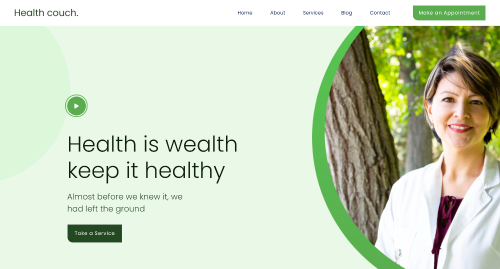 Health couch.
Home About Services Blog Contact Make an Appointment
Health is wealth
keep it healthy
Almost before we knew it, we
had left the ground
Take a Service